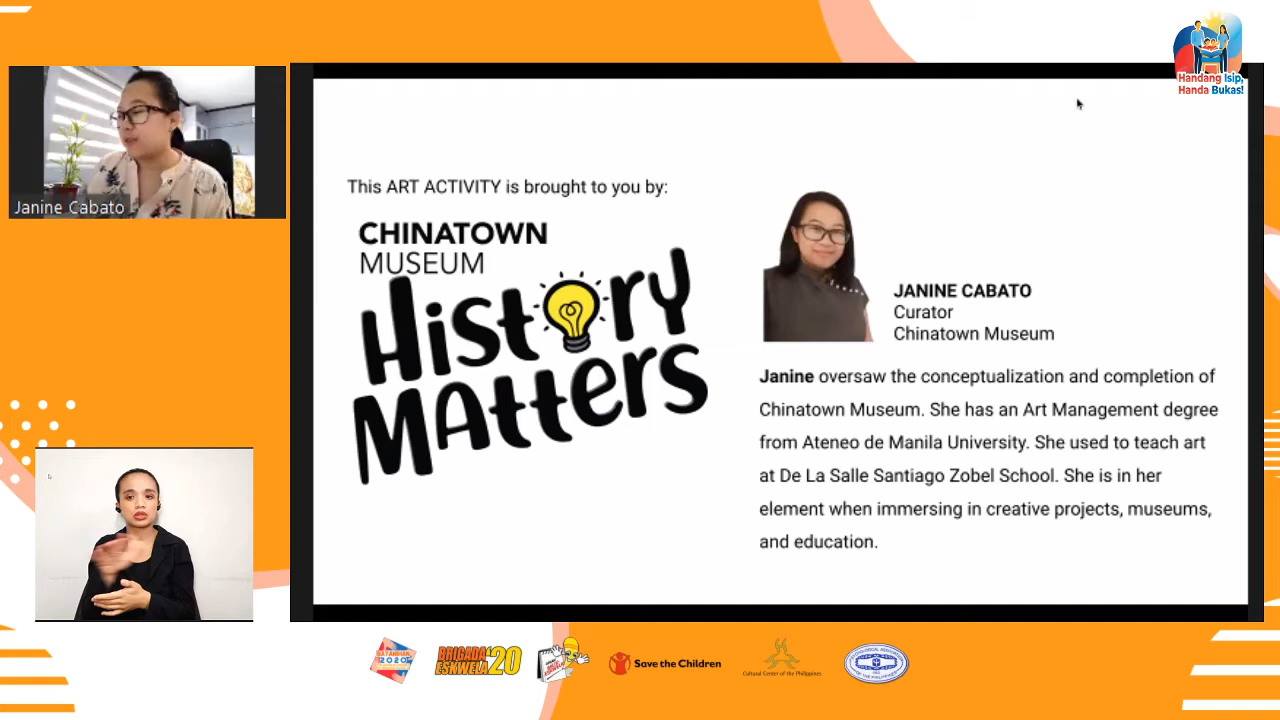 Handang Isip,
Handa Bukas!
Janine Cabato
This ART ACTIVITY is brought to you by:
CHINATOWN
MUSEUM
History
Matters
JANINE CABATO
Curator
Chinatown Museum
Janine oversaw the conceptualization and completion of
Chinatown Museum. She has an Art Management degree
from Ateneo de Manila University. She used to teach art
at De La Salle Santiago Zobel School. She is in her
element when immersing in creative projects, museums,
and education.
BAYANIHAN
2020
BRIGADA
ESKWELA
'20
Save the Children
Cultural Center of the Philippines